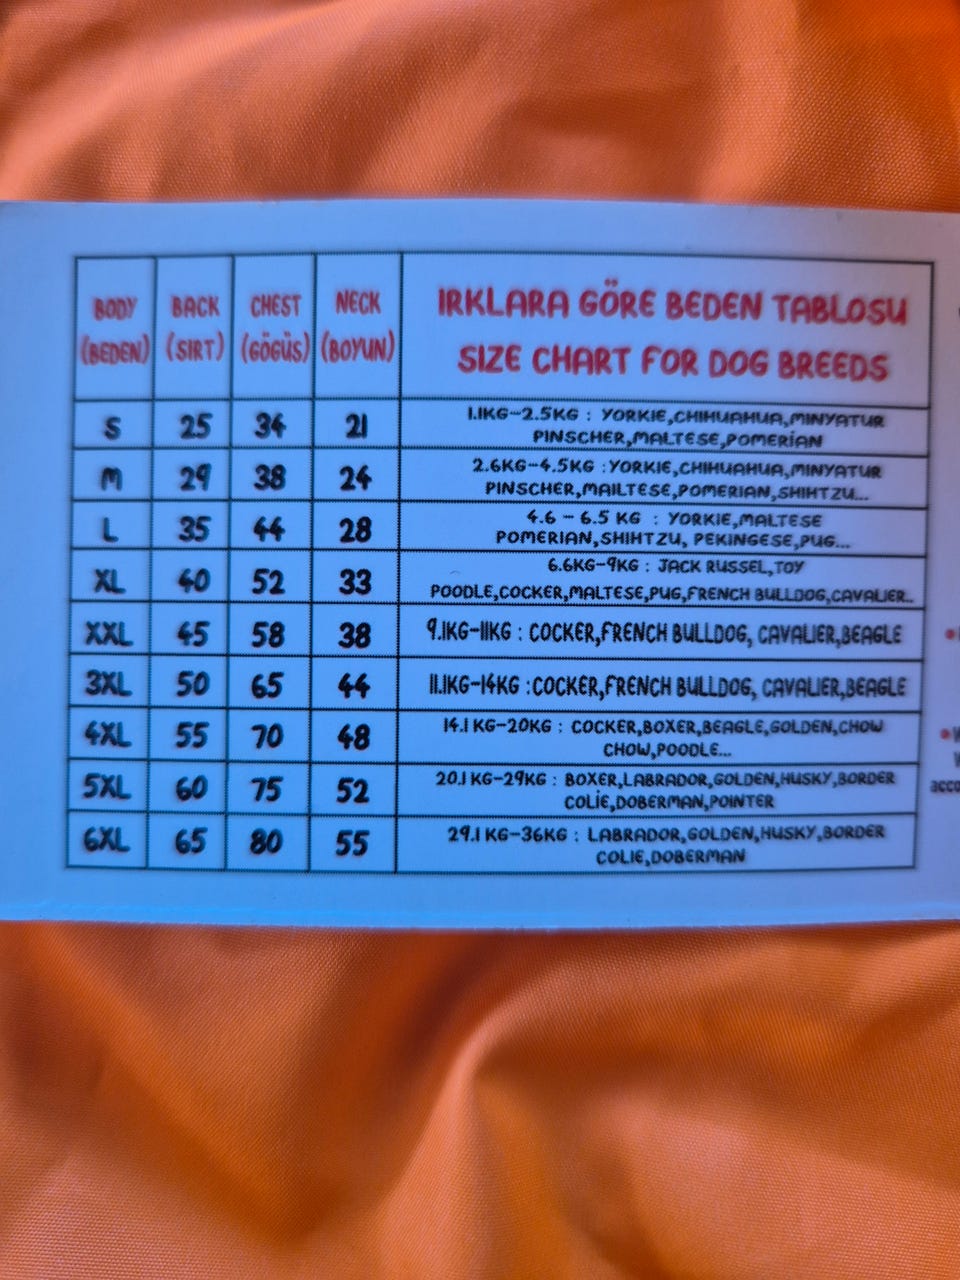 BODY (BEDEN) BACK (SIRT) CHEST (GÖGÜS) NECK (BOYUN) IRKLARA GÖRE BEDEN TABLOSU
SIZE CHART FOR DOG BREEDS
S 25 34 21 1.1KG-2.5KG : YORKIE,CHIHUAHUA,MINYATUR
PINSCHER,MALTESE,POMERİAN
M 29 38 24 2.6KG-4.5KG :YORKIE,CHIHUAHUA,MINYATUR
PINSCHER,MAILTESE,POMERIAN,SHIHTZU...
L 35 44 28 4.6 - 6.5 KG : YORKIE,MALTESE
POMERIAN,SHIHTZU, PEKINGESE,PUG...
XL 40 52 33 6.6KG-9KG : JACK RUSSEL,TOY
POODLE,COCKER,MALTESE,PUG,FRENCH BULLDOG,CAVALIER..
XXL 45 58 38 9.1KG-11KG : COCKER,FRENCH BULLDOG, CAVALIER,BEAGLE
3XL 50 65 44 11.1KG-14KG :COCKER,FRENCH BULLDOG, CAVALIER,BEAGLE
4XL 55 70 48 14.1 KG-20KG : COCKER,BOXER,BEAGLE,GOLDEN,CHOW
CHOW,POODLE...
5XL 60 75 52 20.1 KG-29KG : BOXER,LABRADOR,GOLDEN,HUSKY,BORDER
COLİE,DOBERMAN,POINTER
6XL 65 80 55 29.1 KG-36KG : LABRADOR,GOLDEN,HUSKY,BORDER
COLIE,DOBERMAN